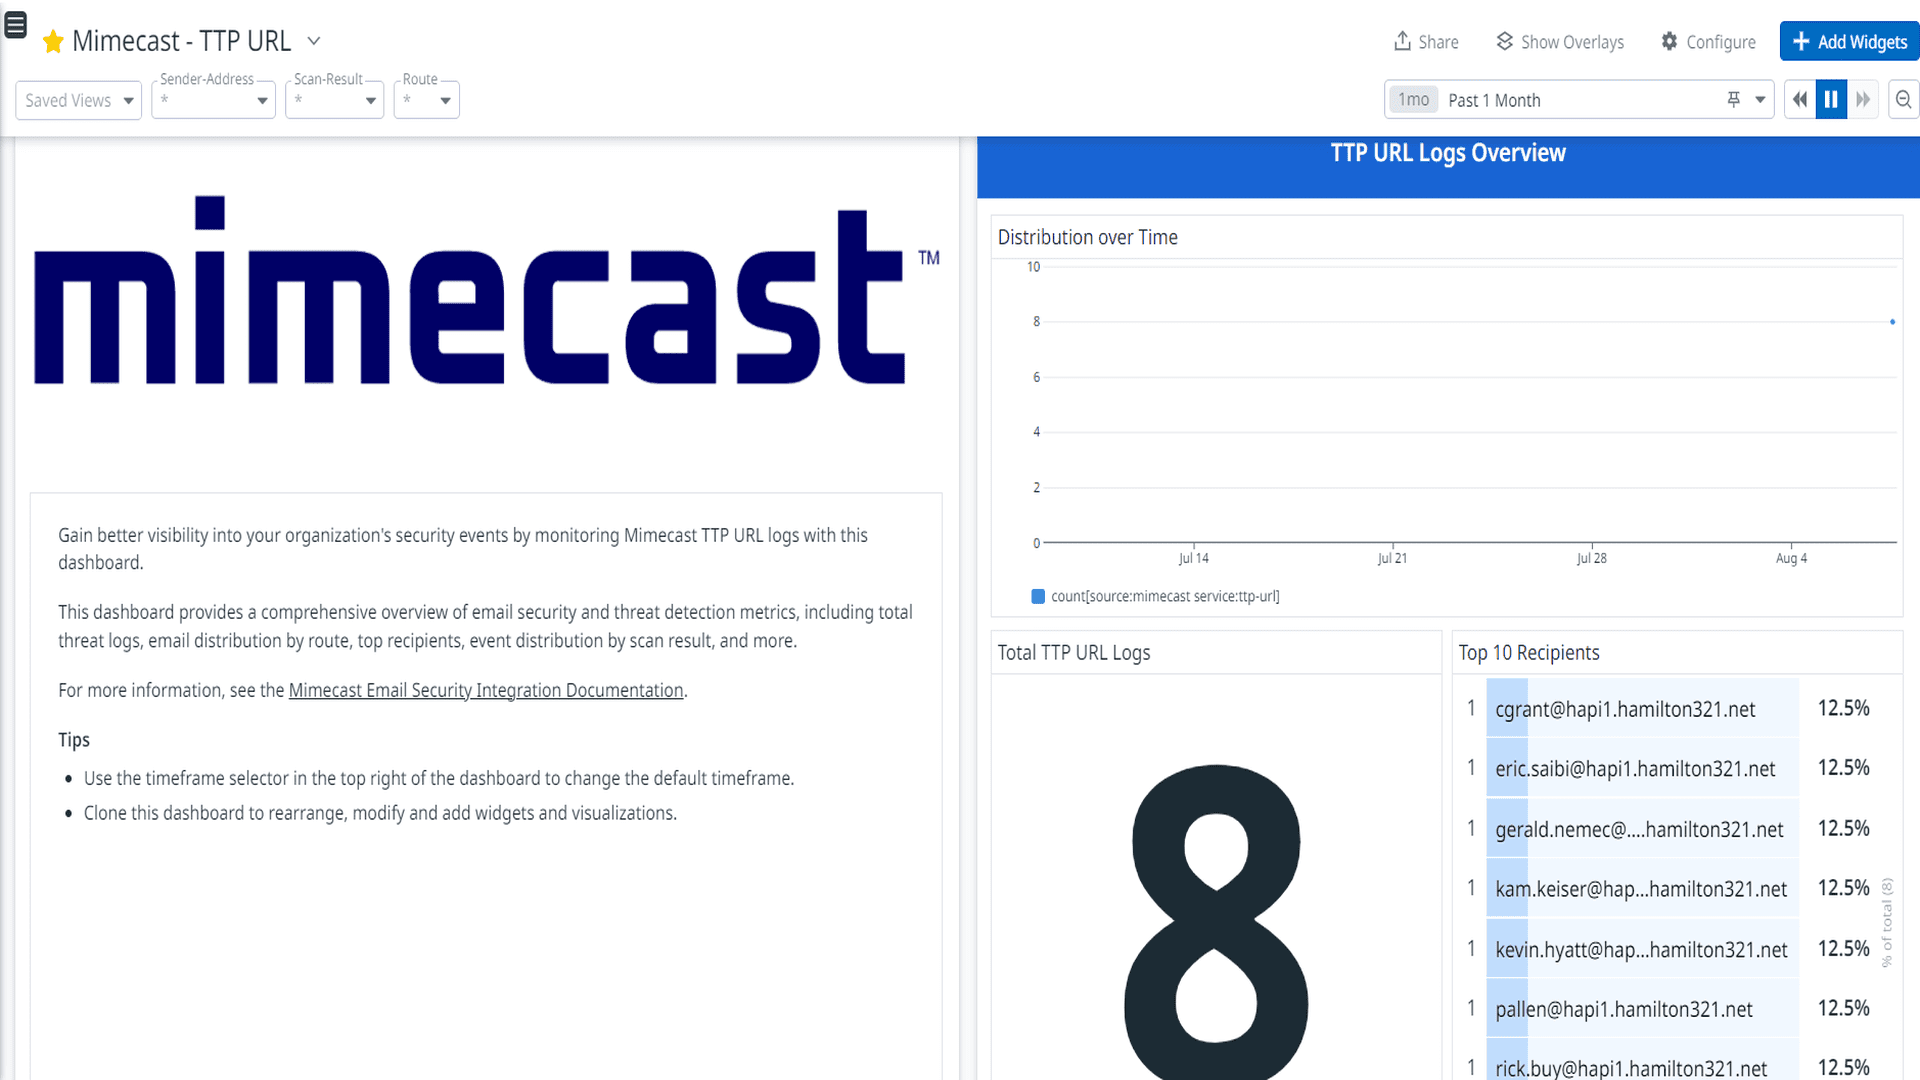 Mimecast - TTP URL
Share
Show Overlays
Configure
Add Widgets
Saved Views
Sender-Address
*
Scan-Result
*
Route
*
1mo Past 1 Month
mimecast™
Gain better visibility into your organization's security events by monitoring Mimecast TTP URL logs with this
dashboard.
This dashboard provides a comprehensive overview of email security and threat detection metrics, including total
threat logs, email distribution by route, top recipients, event distribution by scan result, and more.
For more information, see the Mimecast Email Security Integration Documentation.
Tips
• Use the timeframe selector in the top right of the dashboard to change the default timeframe.
• Clone this dashboard to rearrange, modify and add widgets and visualizations.
TTP URL Logs Overview
Distribution over Time
10
8
6
4
2
0
Jul 14
Jul 21
Jul 28
Aug 4
count[source:mimecast service:ttp-url]
Total TTP URL Logs
8
Top 10 Recipients
1 cgrant@hapi1.hamilton321.net 12.5%
1 eric.saibi@hapi1.hamilton321.net 12.5%
1 gerald.nemec@....hamilton321.net 12.5%
1 kam.keiser@hap...hamilton321.net 12.5%
1 kevin.hyatt@hap...hamilton321.net 12.5%
1 pallen@hapi1.hamilton321.net 12.5%
1 rick.buy@hapi1.hamilton321.net 12.5%
% of total (8)